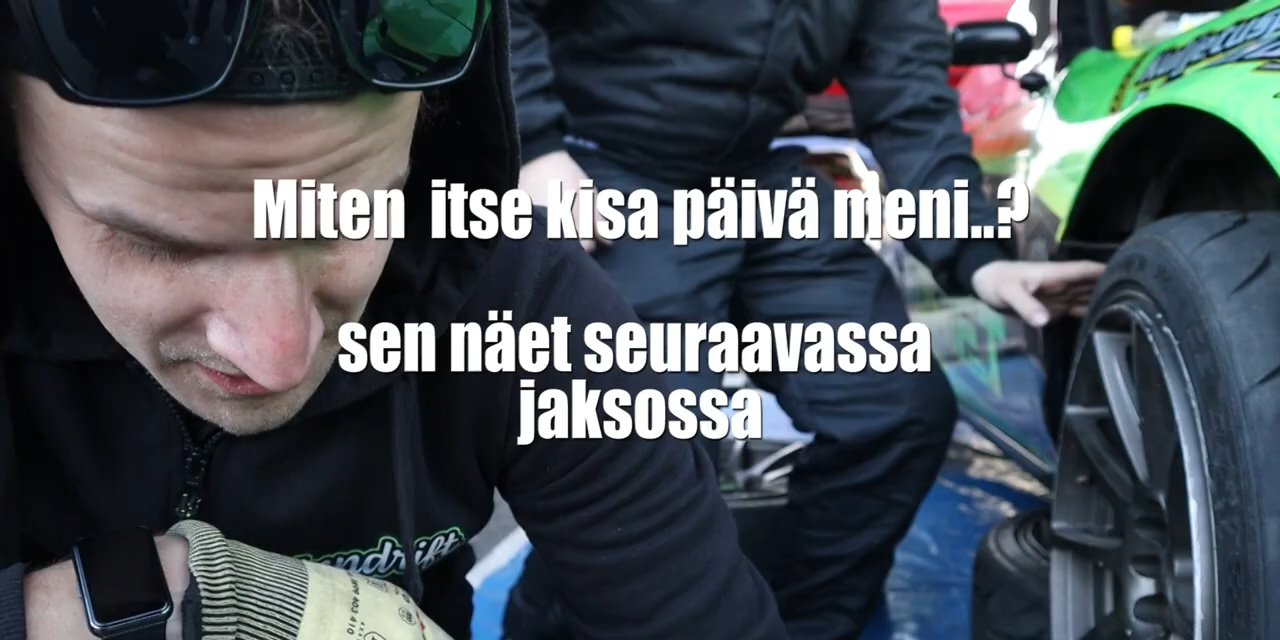 Miten itse kisa päivä meni..?
sen näet seuraavassa
jaksossa